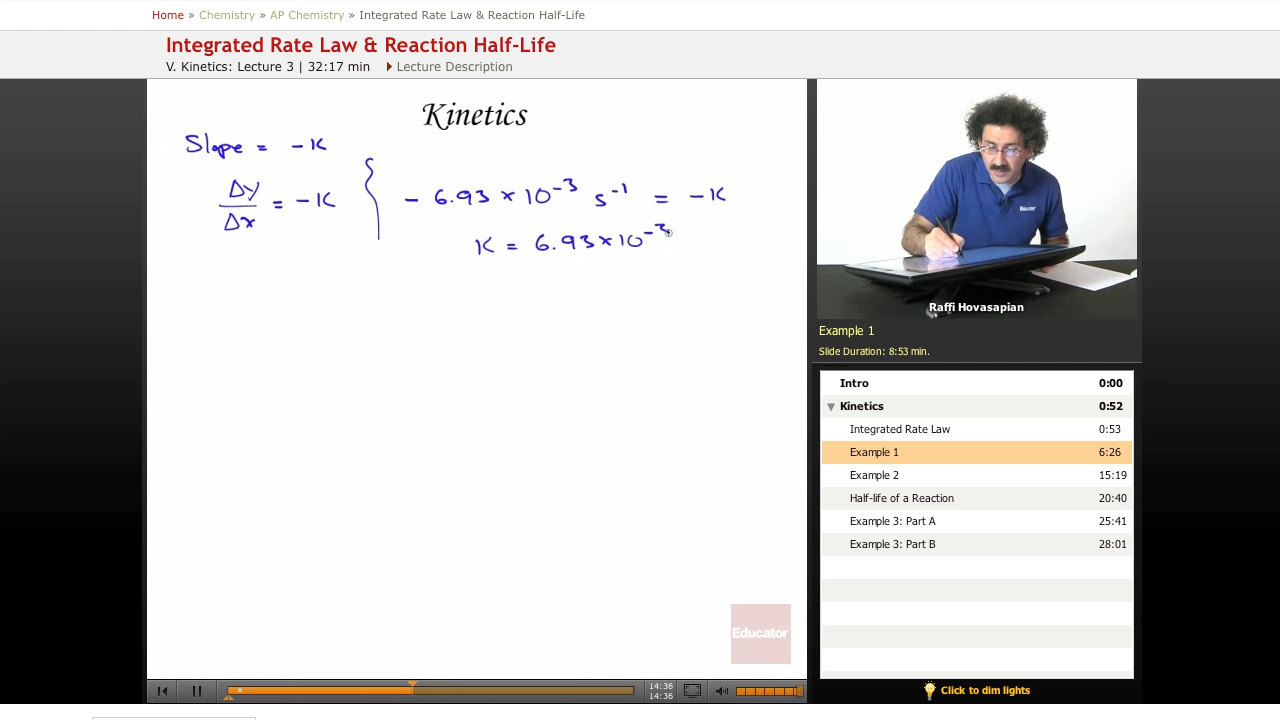 Home » Chemistry » AP Chemistry » Integrated Rate Law & Reaction Half-Life
Integrated Rate Law & Reaction Half-Life
V. Kinetics: Lecture 3 | 32:17 min Lecture Description
Kinetics
Slope = -K
Δy/Δx = -K { - 6.93 × 10⁻³ s⁻¹ = -K
K = 6.93 × 10⁻³
Educator
14:36
14:36
Educator
Raffi Hovasapian
Example 1
Slide Duration: 8:53 min.
Intro 0:00
Kinetics 0:52
Integrated Rate Law 0:53
Example 1 6:26
Example 2 15:19
Half-life of a Reaction 20:40
Example 3: Part A 25:41
Example 3: Part B 28:01
Click to dim lights